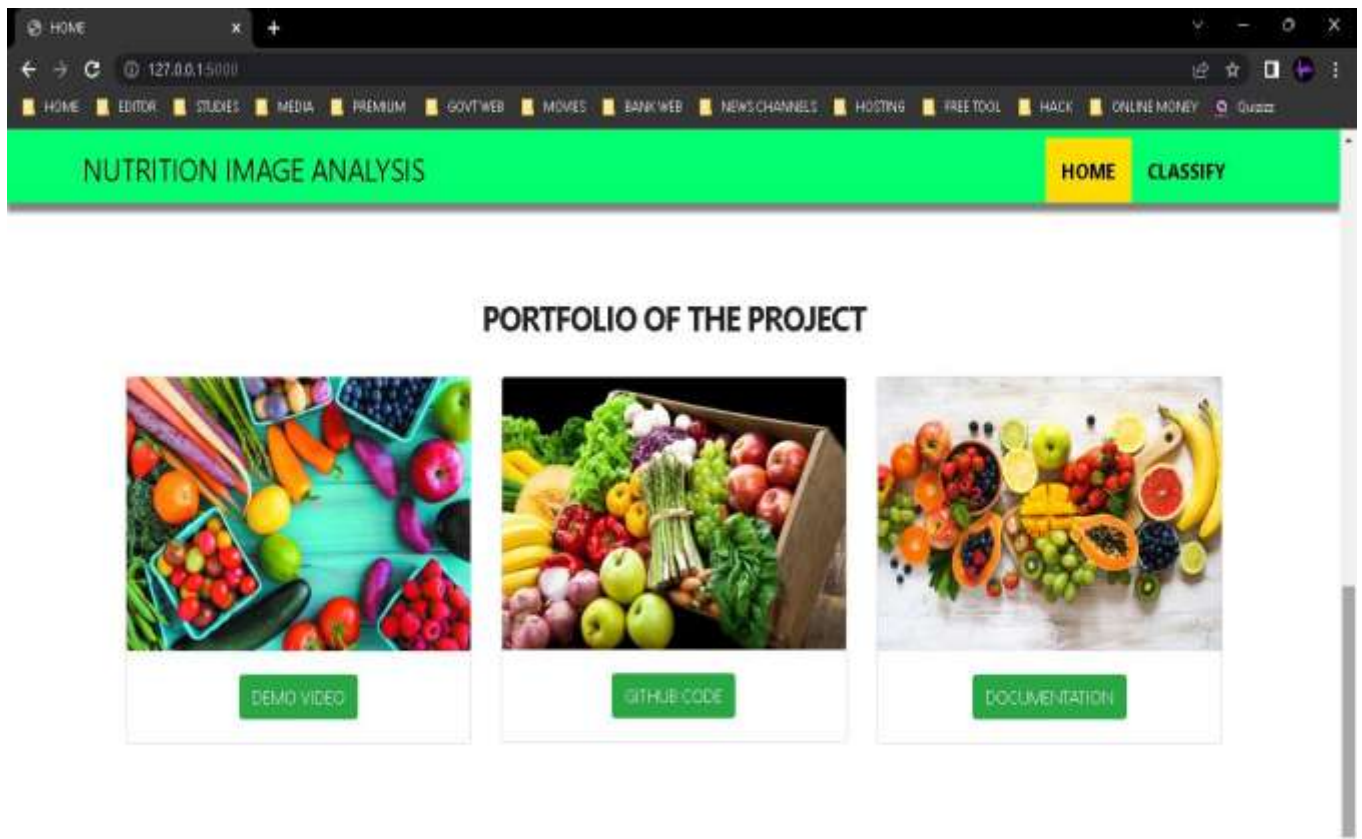 HOME
127.0.0.1:5000
HOME EDITOR STUDIES MEDIA PREMIUM GOVT WEB MOVIES BANK WEB NEWS CHANNELS HOSTING FREE TOOL HACK ONLINE MONEY Quizizz
NUTRITION IMAGE ANALYSIS HOME CLASSIFY
PORTFOLIO OF THE PROJECT
DEMO VIDEO GITHUB CODE DOCUMENTATION